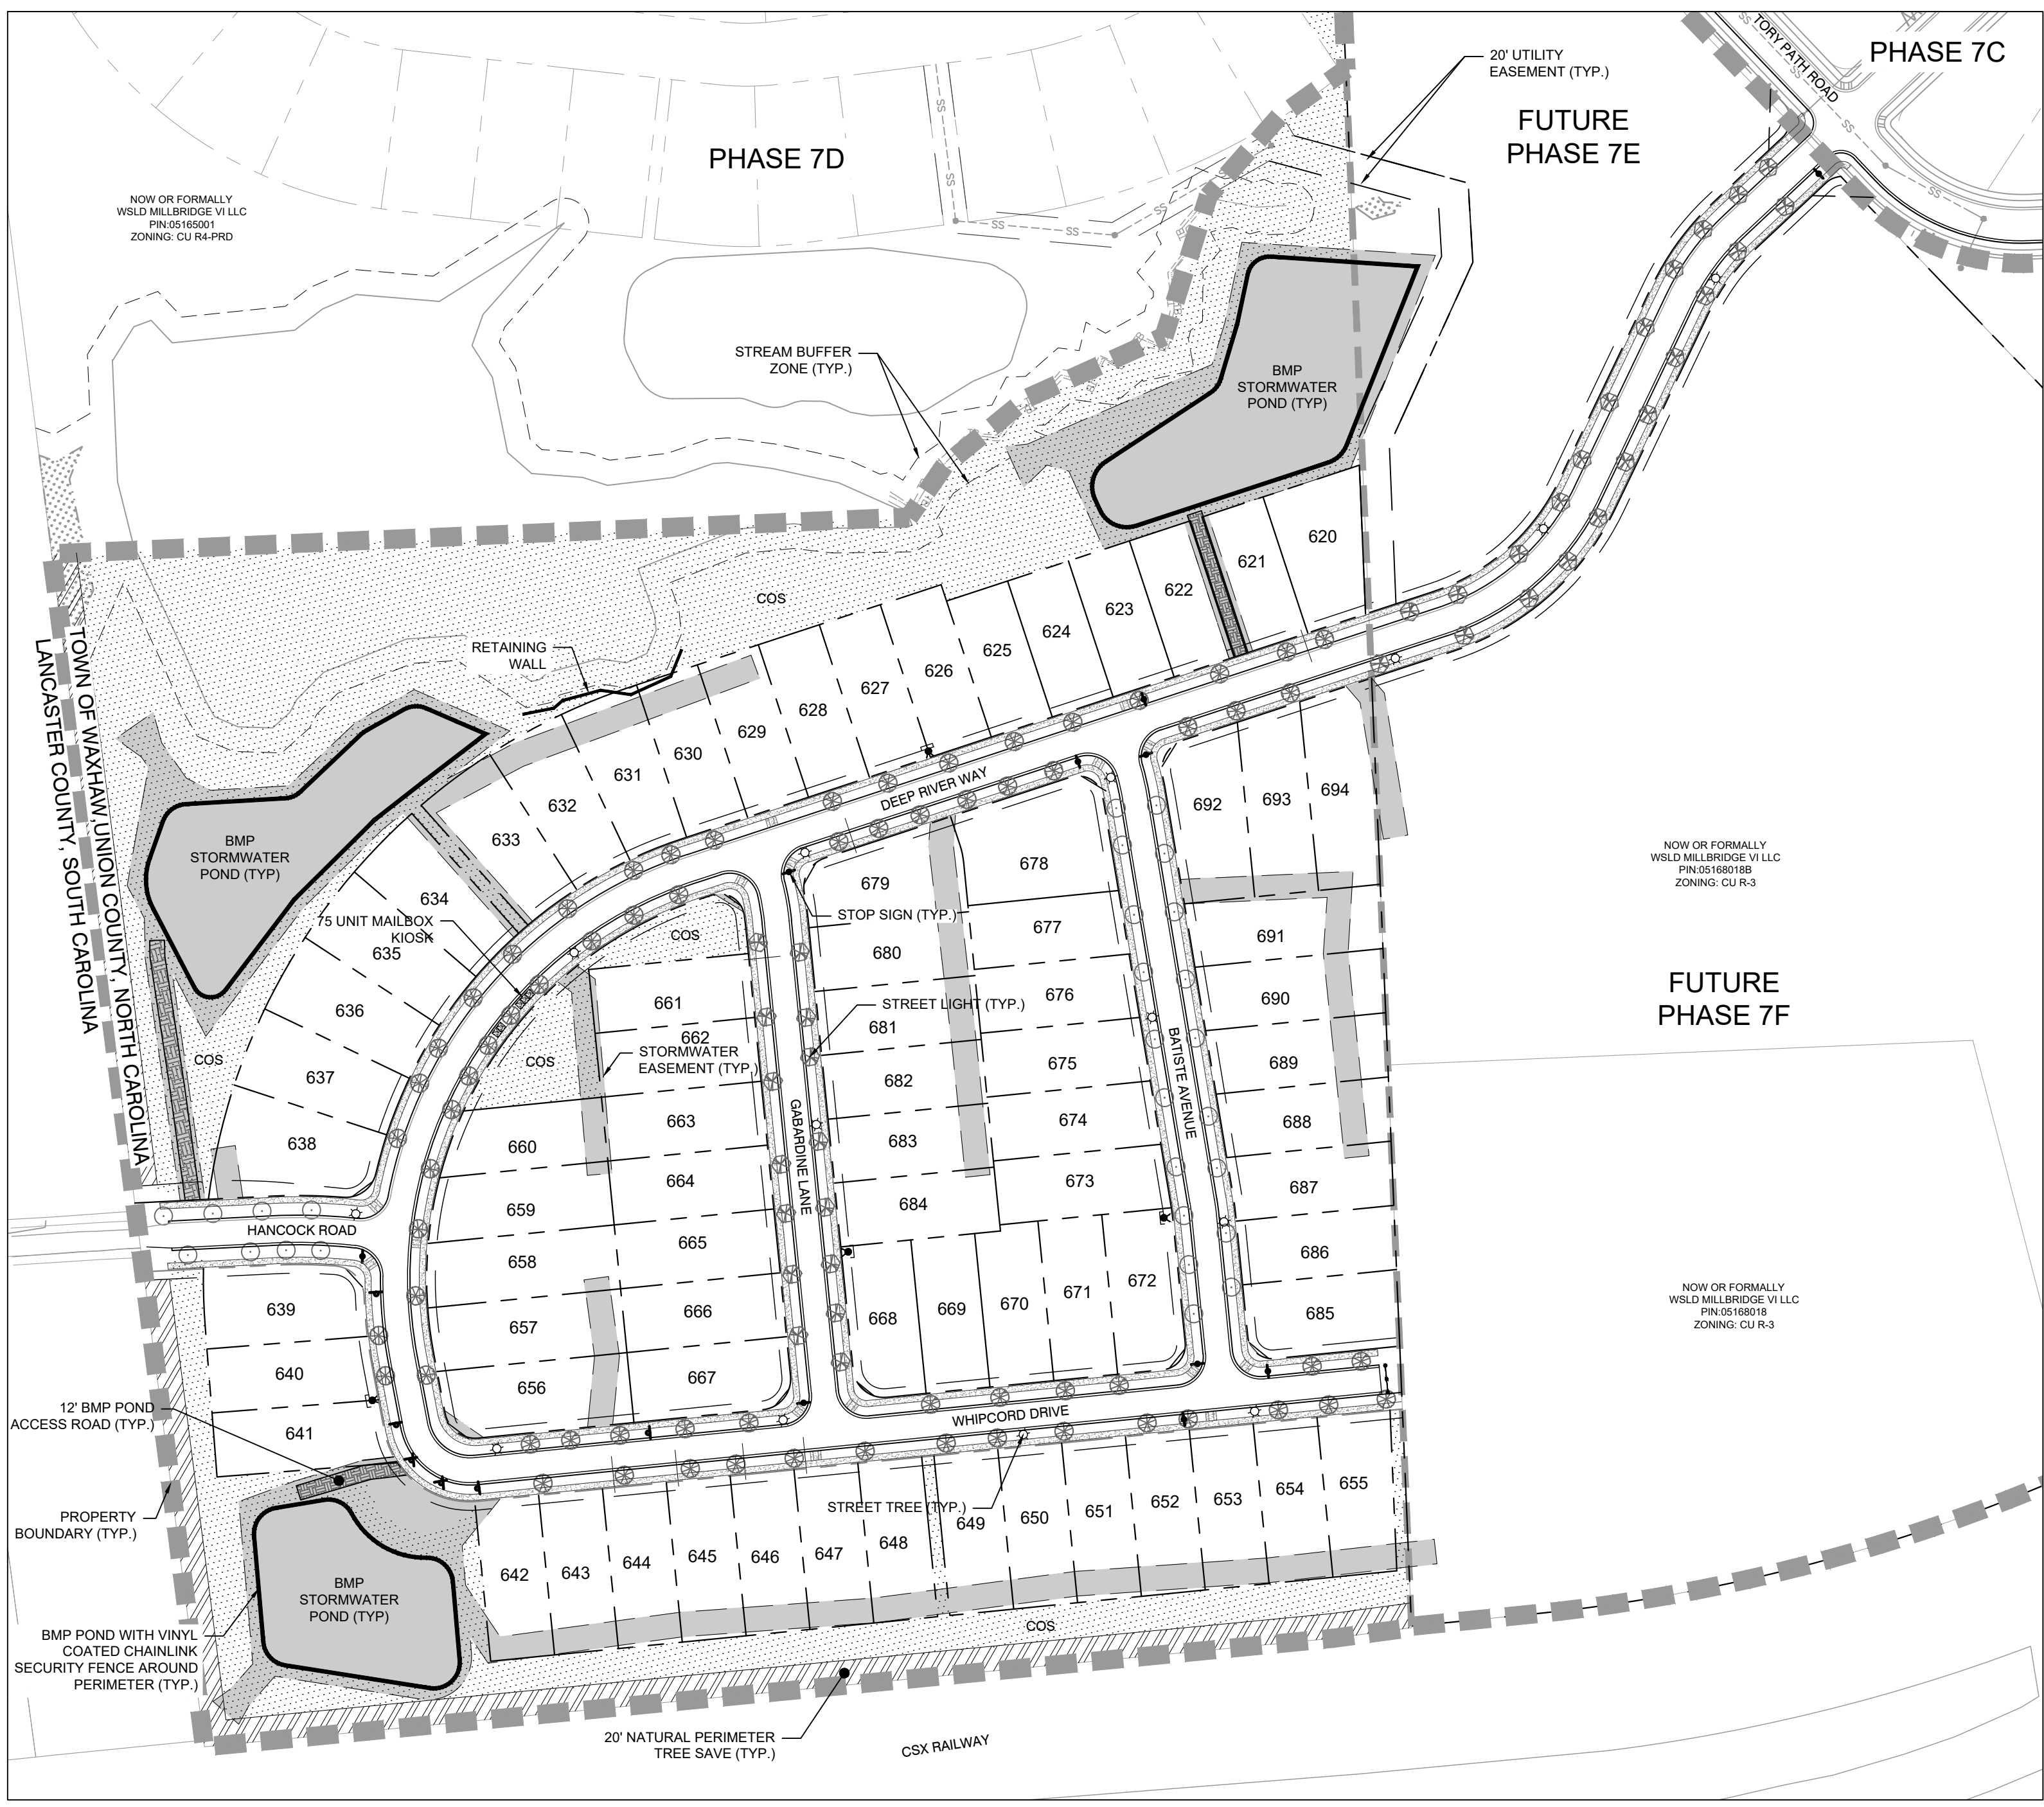 TORY PATH ROAD
PHASE 7C
20' UTILITY
EASEMENT (TYP.)
FUTURE
PHASE 7E
PHASE 7D
SS
SS
SS
SS
SS
SS
SS
SS
NOW OR FORMALLY
WSLD MILLBRIDGE VI LLC
PIN:05165001
ZONING: CU R4-PRD
STREAM BUFFER
ZONE (TYP.)
BMP
STORMWATER
POND (TYP)
620
621
622
623
624
625
626
627
628
629
630
631
632
633
COS
RETAINING
WALL
TOWN OF WAXHAW,UNION COUNTY, NORTH CAROLINA
LANCASTER COUNTY, SOUTH CAROLINA
DEEP RIVER WAY
BMP
STORMWATER
POND (TYP)
634
75 UNIT MAILBOX
KIOSK
635
636
637
638
COS
COS
COS
692
693
694
678
679
STOP SIGN (TYP.)
677
680
691
676
STREET LIGHT (TYP.)
681
690
661
662
STORMWATER
EASEMENT (TYP.)
675
682
689
663
674
683
688
660
GABARDINE LANE
BATISTE AVENUE
664
673
684
687
659
665
686
658
672
671
670
669
668
666
685
657
667
656
NOW OR FORMALLY
WSLD MILLBRIDGE VI LLC
PIN:05168018B
ZONING: CU R-3
FUTURE
PHASE 7F
NOW OR FORMALLY
WSLD MILLBRIDGE VI LLC
PIN:05168018
ZONING: CU R-3
HANCOCK ROAD
639
640
641
12' BMP POND
ACCESS ROAD (TYP.)
PROPERTY
BOUNDARY (TYP.)
WHIPCORD DRIVE
STREET TREE (TYP.)
642
643
644
645
646
647
648
649
650
651
652
653
654
655
BMP
STORMWATER
POND (TYP)
BMP POND WITH VINYL
COATED CHAINLINK
SECURITY FENCE AROUND
PERIMETER (TYP.)
COS
20' NATURAL PERIMETER
TREE SAVE (TYP.)
CSX RAILWAY